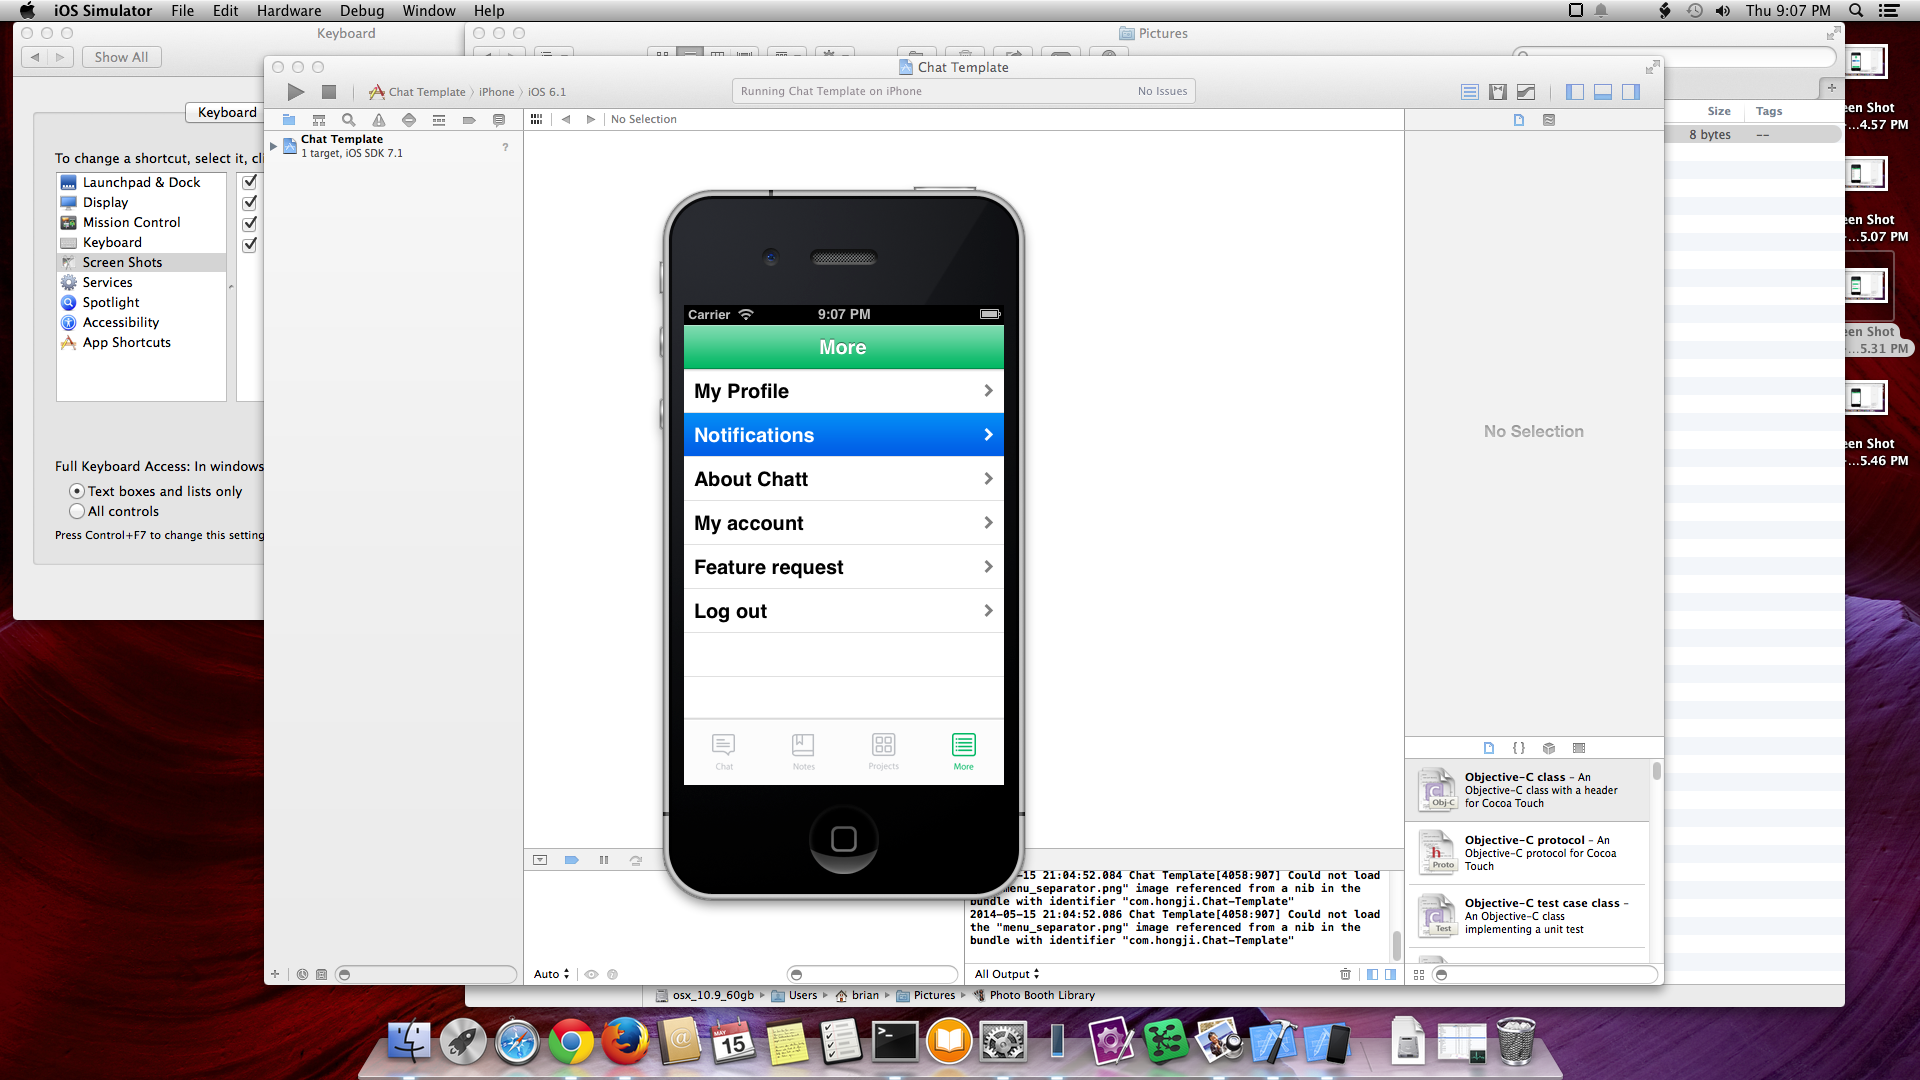 iOS Simulator File Edit Hardware Debug Window Help
Thu 9:07 PM
Keyboard
Show All
Keyboard
To change a shortcut, select it, cli
Launchpad & Dock
Display
Mission Control
Keyboard
Screen Shots
Services
Spotlight
Accessibility
App Shortcuts
Full Keyboard Access: In windows
Text boxes and lists only
All controls
Press Control+F7 to change this setting
Pictures
Size Tags
8 bytes --
Chat Template
Chat Template iPhone iOS 6.1
Running Chat Template on iPhone No Issues
No Selection
Chat Template
1 target, iOS SDK 7.1
?
Carrier 9:07 PM
More
My Profile
Notifications
About Chatt
My account
Feature request
Log out
Chat Notes Projects More
No Selection
{ }
Objective-C class – An
Objective-C class with a header
for Cocoa Touch
Obj-C
Objective-C protocol – An
Objective-C protocol for Cocoa
Touch
Proto
Objective-C test case class –
An Objective-C class
implementing a unit test
Test
-15 21:04:52.084 Chat Template[4058:907] Could not load
menu_separator.png" image referenced from a nib in the
bundle with identifier "com.hongji.Chat-Template"
2014-05-15 21:04:52.086 Chat Template[4058:907] Could not load
the "menu_separator.png" image referenced from a nib in the
bundle with identifier "com.hongji.Chat-Template"
Auto
All Output
osx_10.9_60gb Users brian Pictures Photo Booth Library
een Shot
...4.57 PM
een Shot
...5.07 PM
een Shot
...5.31 PM
een Shot
...5.46 PM
MAY
15